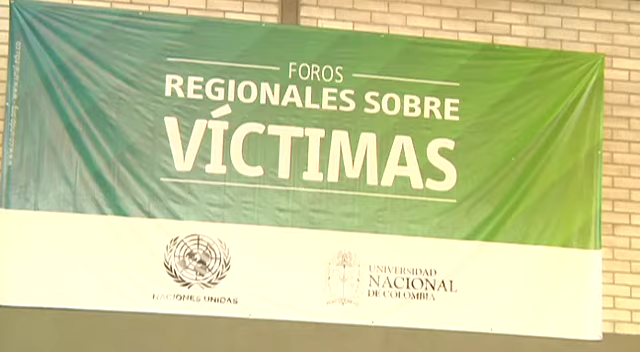 FOROS
REGIONALES SOBRE
VÍCTIMAS
NACIONES UNIDAS
UNIVERSIDAD
NACIONAL
DE COLOMBIA